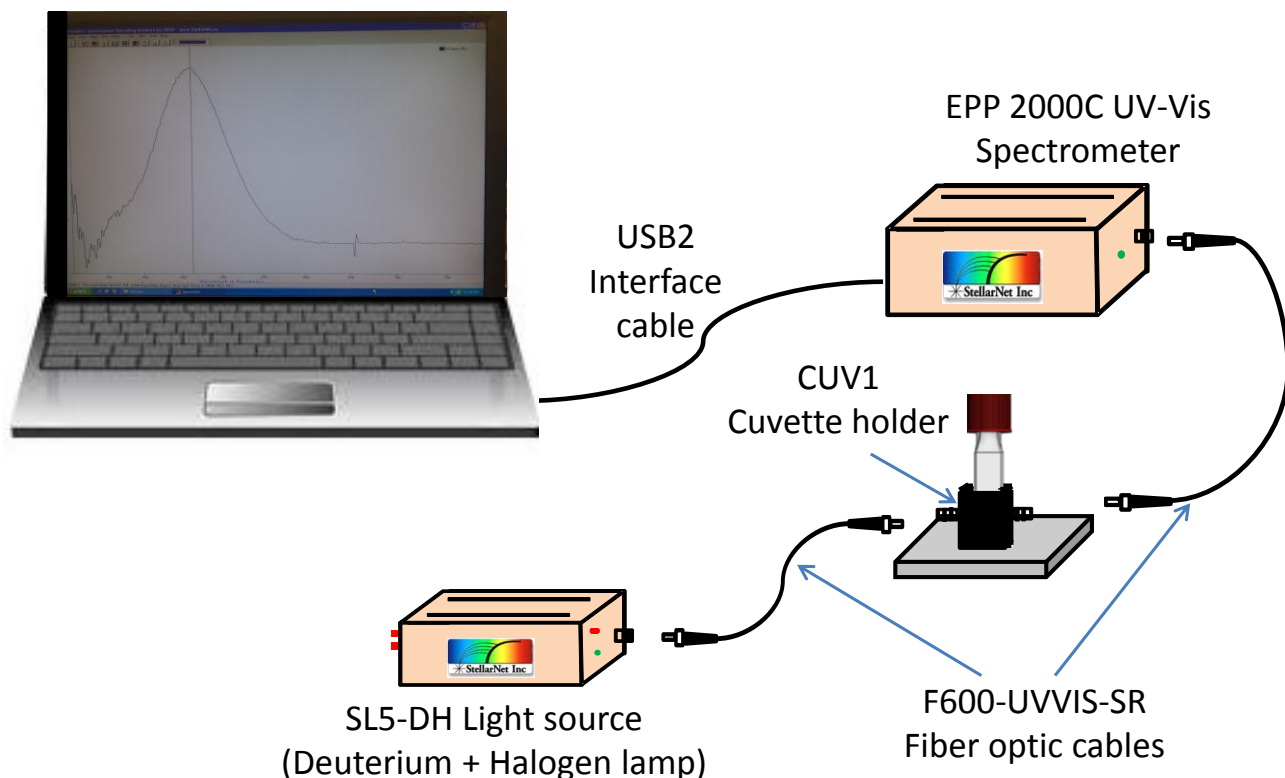 EPP 2000C UV-Vis
Spectrometer
USB2
Interface
cable
StellarNet Inc
CUV1
Cuvette holder
StellarNet Inc
SL5-DH Light source
(Deuterium + Halogen lamp)
F600-UVVIS-SR
Fiber optic cables